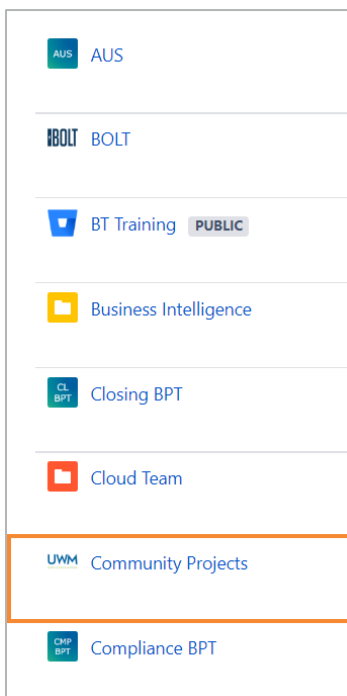 AUS AUS
BOLT BOLT
BT Training PUBLIC
Business Intelligence
CL
BPT
Closing BPT
Cloud Team
UWM Community Projects
CMP
BPT
Compliance BPT